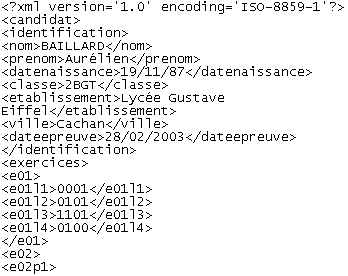 <?xml version='1.0' encoding='ISO-8859-1'?>
<candidat>
<identification>
<nom>BAILLARD</nom>
<prenom>Aurélien</prenom>
<datenaissance>19/11/87</datenaissance>
<classe>2BGT</classe>
<etablissement>Lycée Gustave
Eiffel</etablissement>
<ville>Cachan</ville>
<dateepreuve>28/02/2003</dateepreuve>
</identification>
<exercices>
<e01>
<e01l1>0001</e01l1>
<e01l2>0101</e01l2>
<e01l3>1101</e01l3>
<e01l4>0100</e01l4>
</e01>
<e02>
<e02p1>